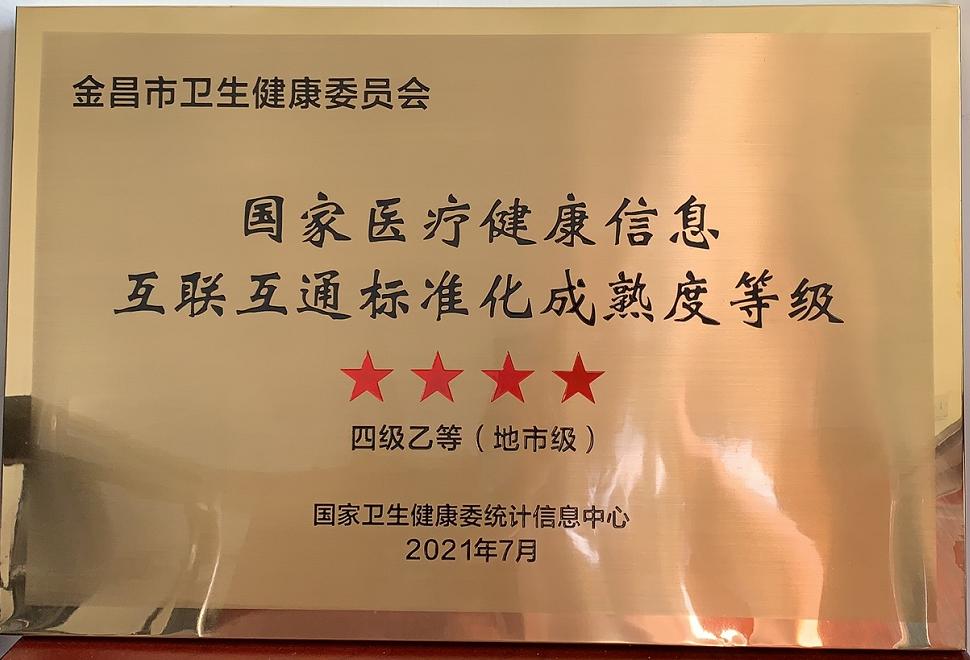 金昌市卫生健康委员会
国家医疗健康信息
互联互通标准化成熟度等级
四级乙等（地市级）
国家卫生健康委统计信息中心
2021年7月